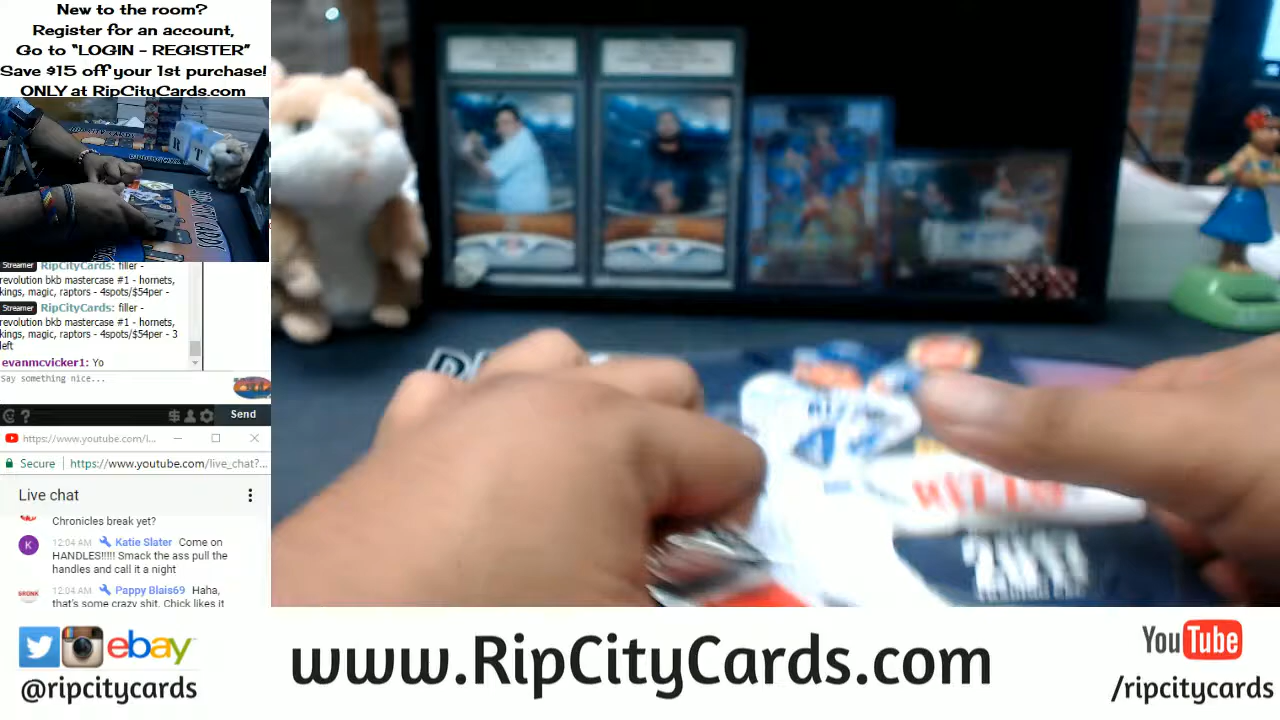 New to the room?
Register for an account,
Go to "LOGIN - REGISTER"
Save $15 off your 1st purchase!
ONLY at RipCityCards.com
Streamer RipCityCards: filler -
revolution bkb mastercase #1 - hornets,
kings, magic, raptors - 4spots/$54per -
Streamer RipCityCards: filler -
revolution bkb mastercase #1 - hornets,
kings, magic, raptors - 4spots/$54per - 3
left
evanmcvicker1: Yo
Say something nice...
Send
https://www.youtube.com/l...
Secure https://www.youtube.com/live_chat?...
Live chat
Chronicles break yet?
K 12:04 AM Katie Slater Come on
HANDLES!!!!! Smack the ass pull the
handles and call it a night
12:04 AM Pappy Blais69 Haha,
that's some crazy shit. Chick likes it
ebay
@ripcitycards
www.RipCityCards.com
YouTube
/ripcitycards